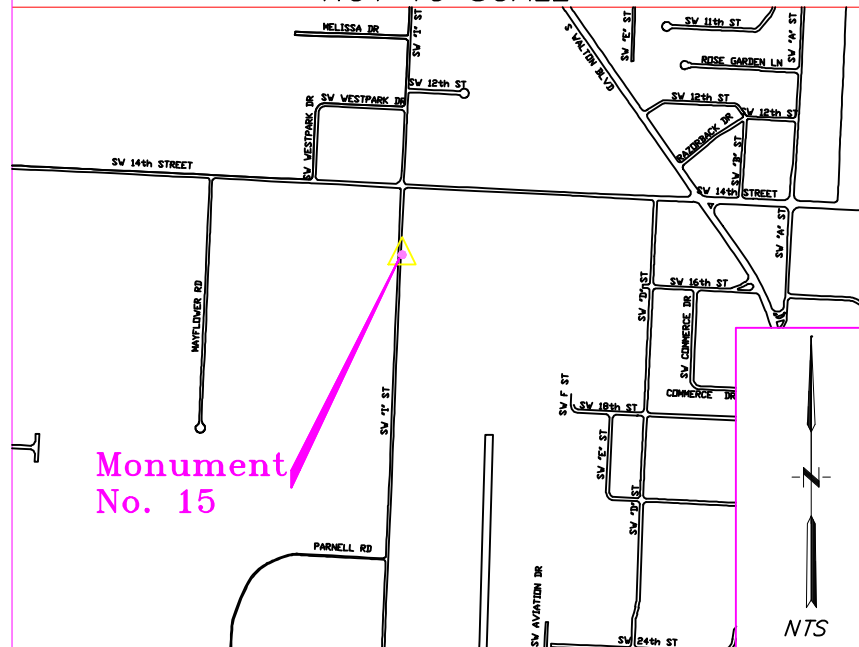 NOT TO SCALE
MELISSA DR
SW "I" ST
SW "E" ST
SW 11th ST
SW "A" ST
S WALTON BLVD
ROSE GARDEN LN
SW 12th ST
SW WESTPARK DR
SW WESTPARK DR
SW 12th ST
SW 12th ST
RAZORBACK DR
SW "B" ST
SW 14th STREET
SW 14th STREET
SW "A" ST
MAYFLOWER RD
SW "D" ST
SW 16th ST
SW COMMERCE DR
COMMERCE DR
SW F ST
SW 18th ST
SW "I" ST
SW "E" ST
Monument
No. 15
SW "D" ST
PARNELL RD
SW AVIATION DR
SW 24th ST
N
NTS